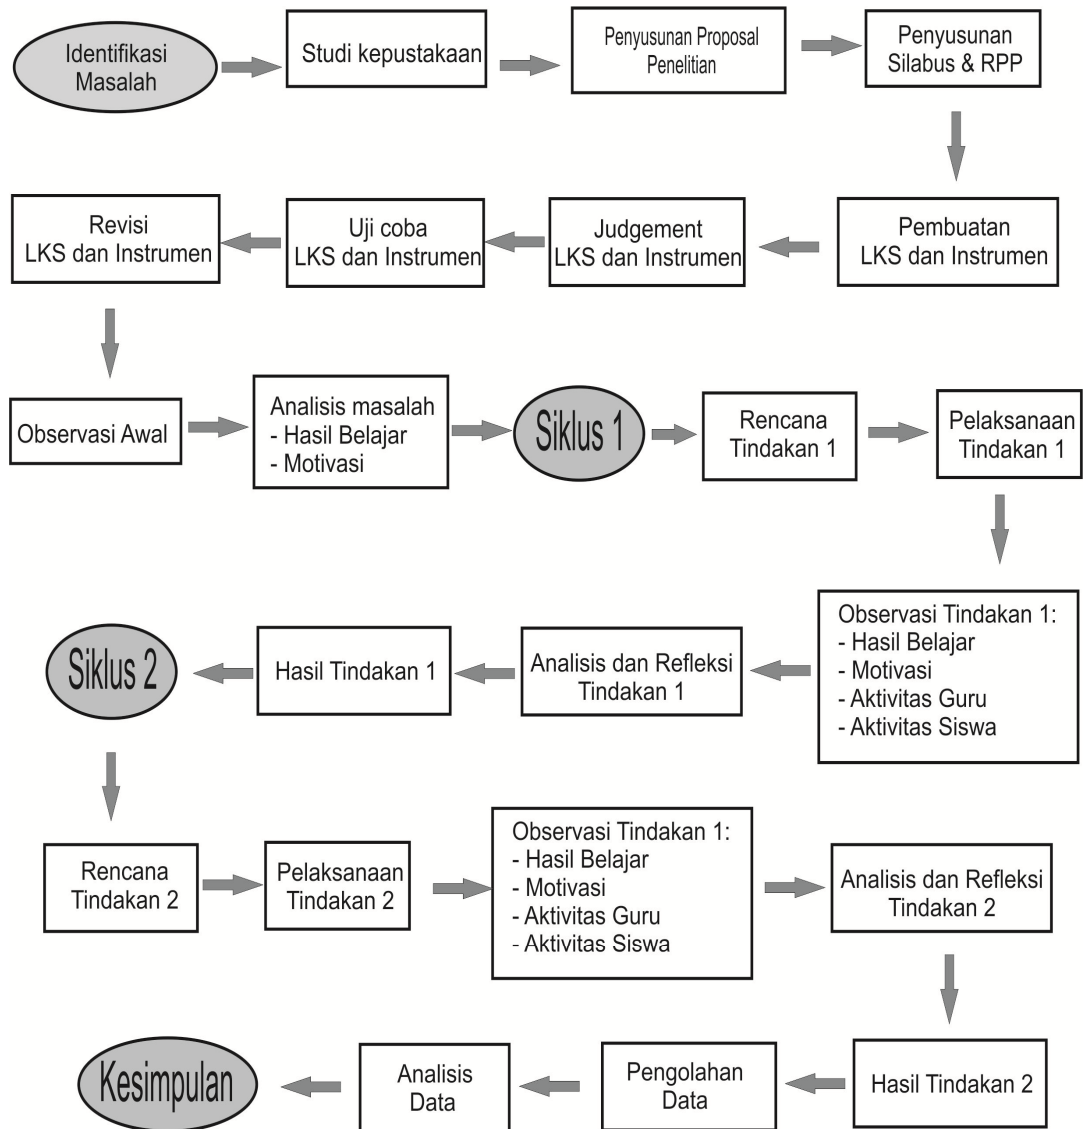 Identifikasi
Masalah
Studi kepustakaan
Penyusunan Proposal
Penelitian
Penyusunan
Silabus & RPP
Pembuatan
LKS dan Instrumen
Judgement
LKS dan Instrumen
Uji coba
LKS dan Instrumen
Revisi
LKS dan Instrumen
Observasi Awal
Analisis masalah
- Hasil Belajar
- Motivasi
Siklus 1
Rencana
Tindakan 1
Pelaksanaan
Tindakan 1
Observasi Tindakan 1:
- Hasil Belajar
- Motivasi
- Aktivitas Guru
- Aktivitas Siswa
Analisis dan Refleksi
Tindakan 1
Hasil Tindakan 1
Siklus 2
Rencana
Tindakan 2
Pelaksanaan
Tindakan 2
Observasi Tindakan 1:
- Hasil Belajar
- Motivasi
- Aktivitas Guru
- Aktivitas Siswa
Analisis dan Refleksi
Tindakan 2
Hasil Tindakan 2
Pengolahan
Data
Analisis
Data
Kesimpulan